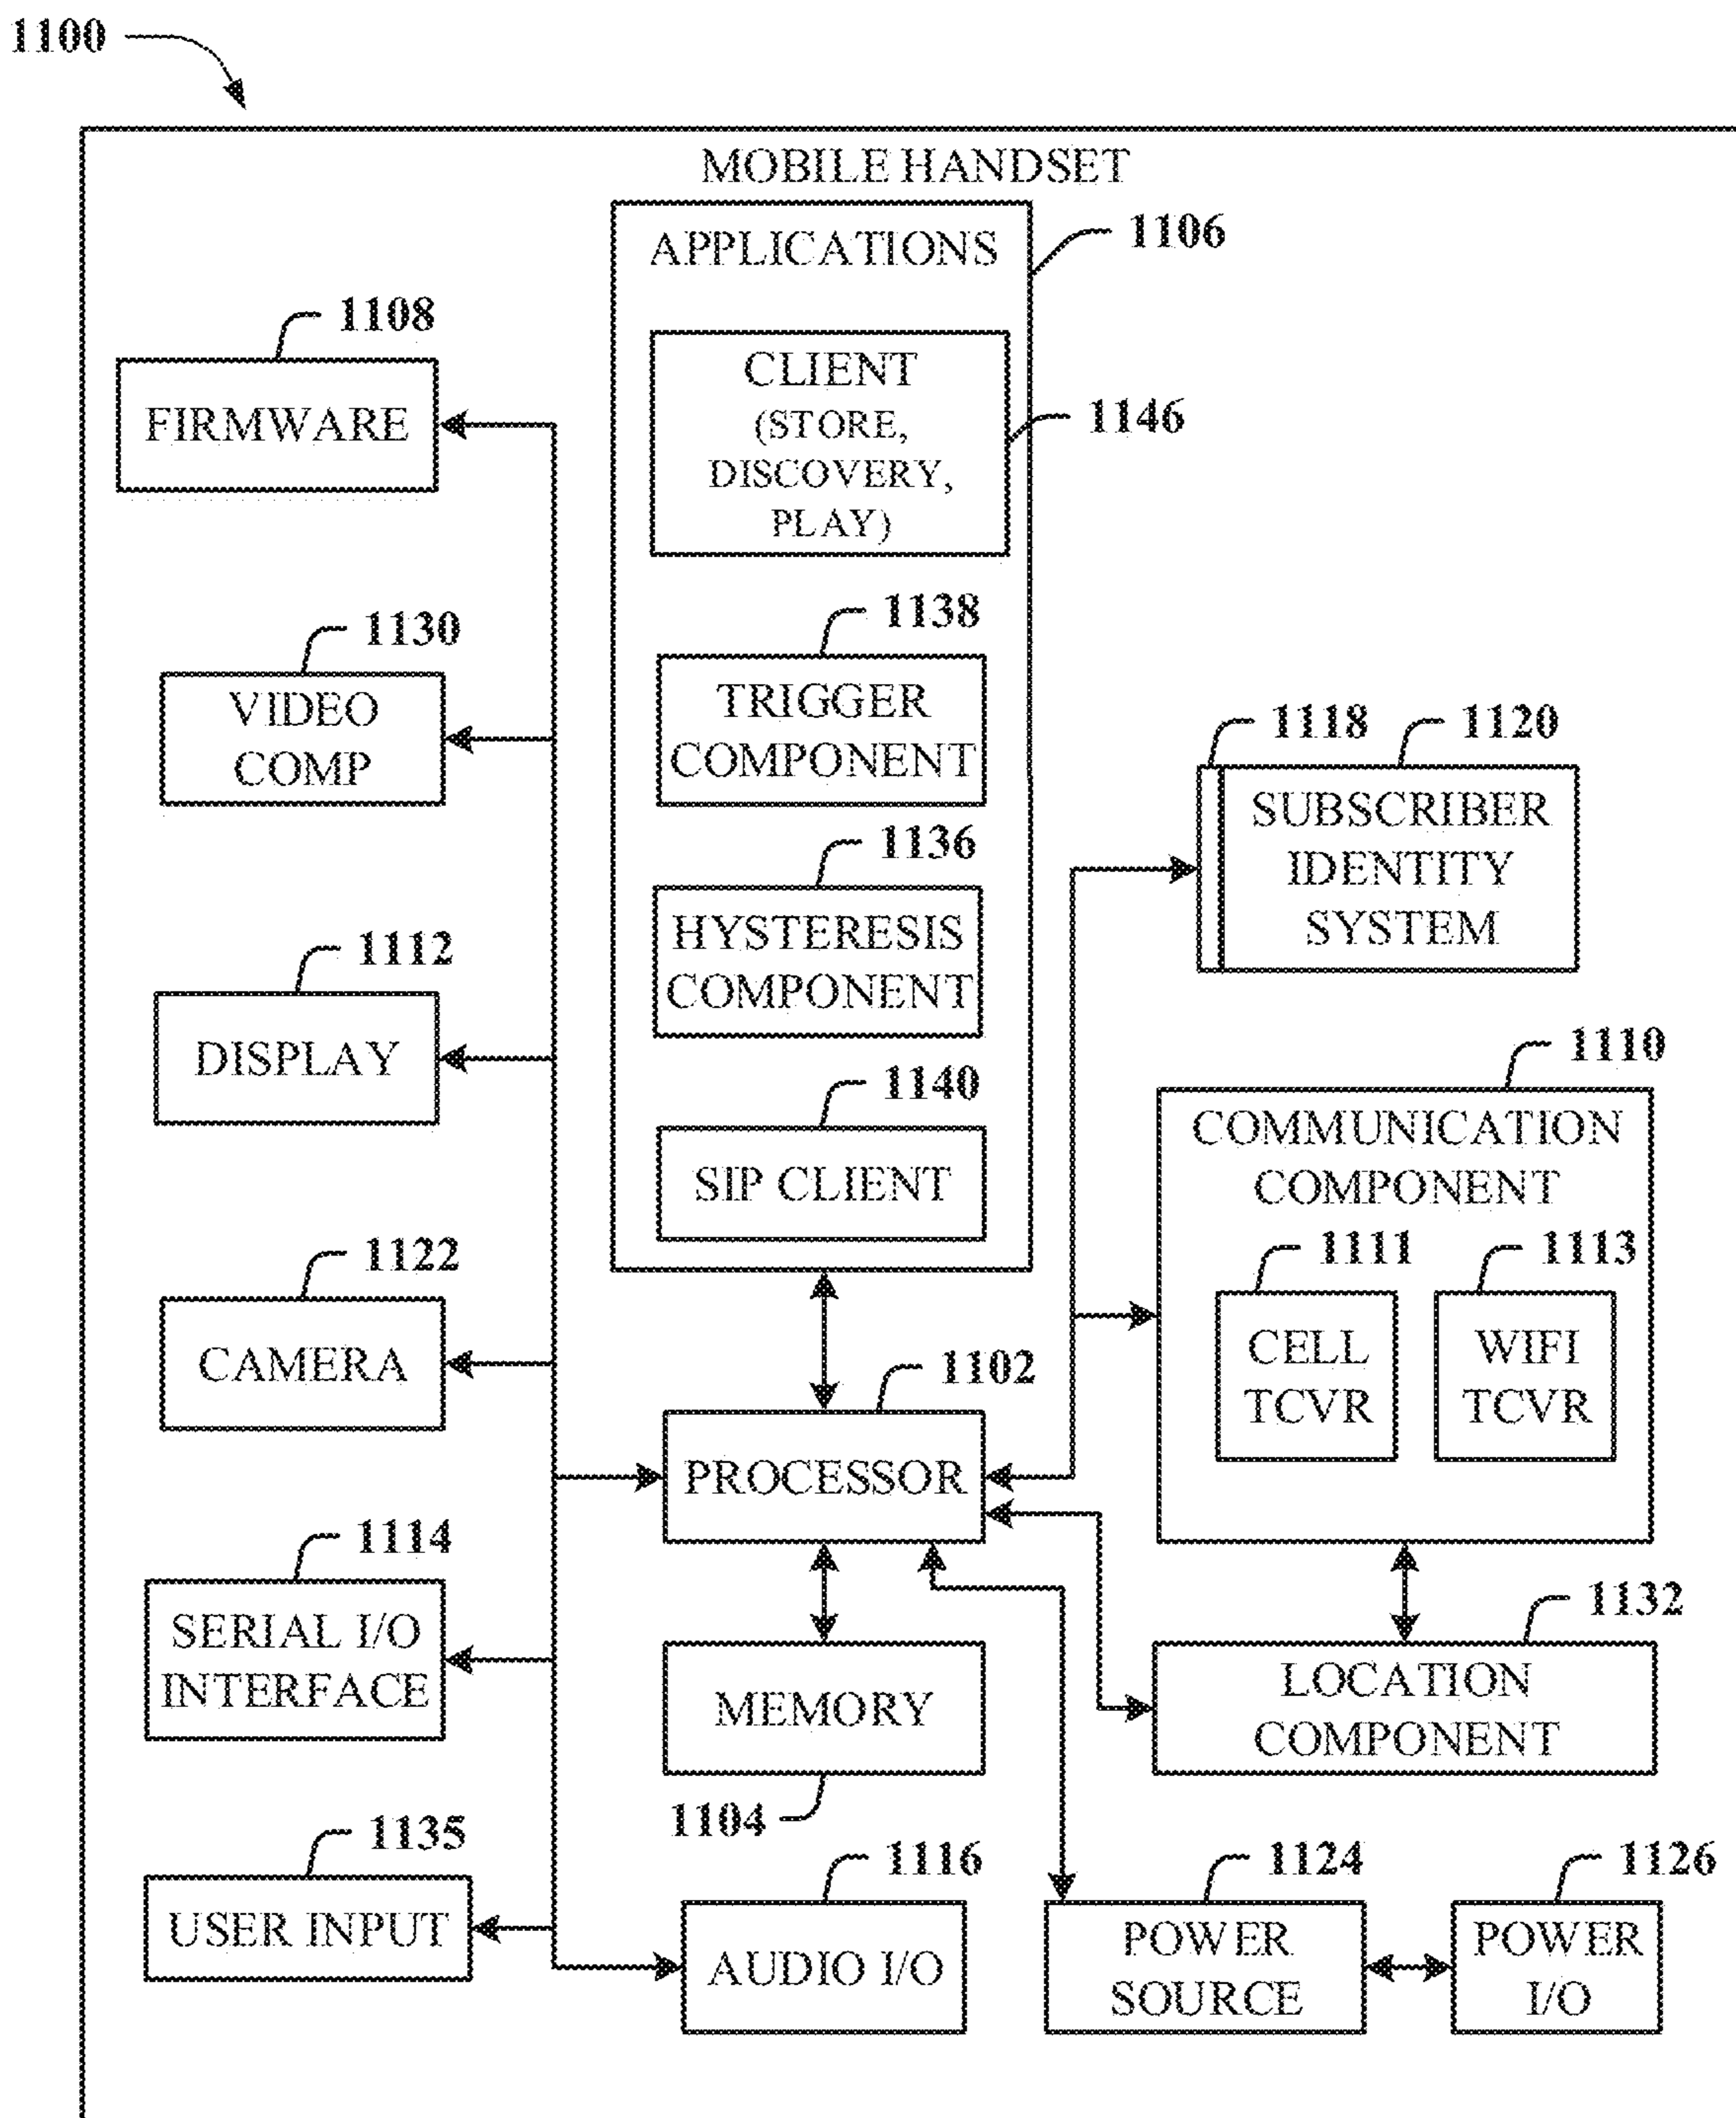 1100
MOBILE HANDSET
APPLICATIONS
1106
CLIENT
(STORE,
DISCOVERY,
PLAY)
1146
1108
FIRMWARE
1130
VIDEO
COMP
1138
TRIGGER
COMPONENT
1118
1120
SUBSCRIBER
IDENTITY
SYSTEM
1136
HYSTERESIS
COMPONENT
1112
DISPLAY
1140
SIP CLIENT
1110
COMMUNICATION
COMPONENT
1111
CELL
TCVR
1113
WIFI
TCVR
1122
CAMERA
1102
PROCESSOR
1114
SERIAL I/O
INTERFACE
MEMORY
1104
1132
LOCATION
COMPONENT
1135
USER INPUT
1116
AUDIO I/O
1124
POWER
SOURCE
1126
POWER
I/O